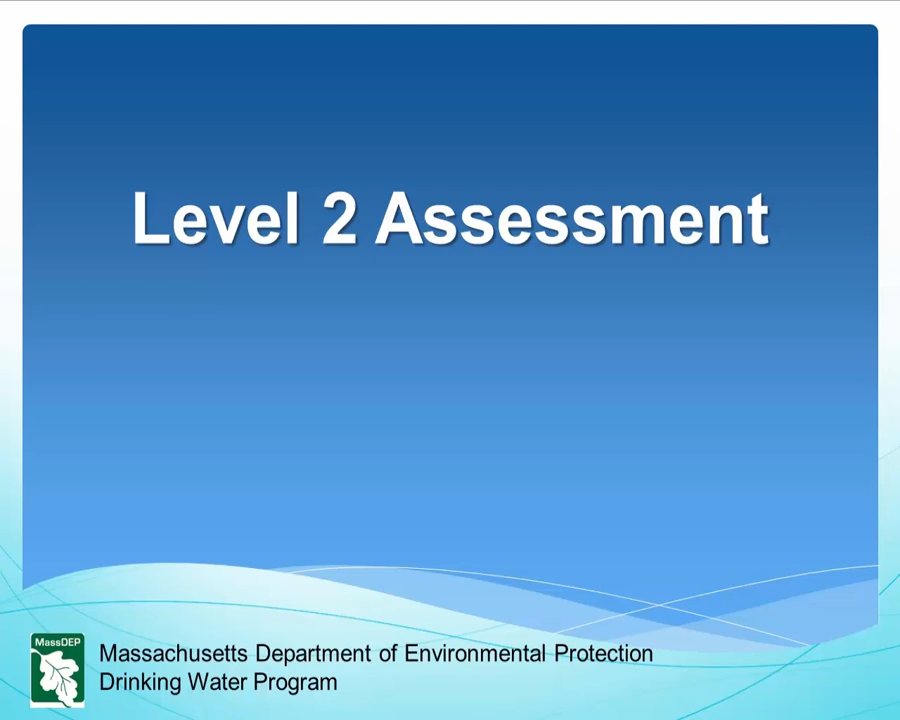 Level 2 Assessment
MassDEP
Massachusetts Department of Environmental Protection
Drinking Water Program